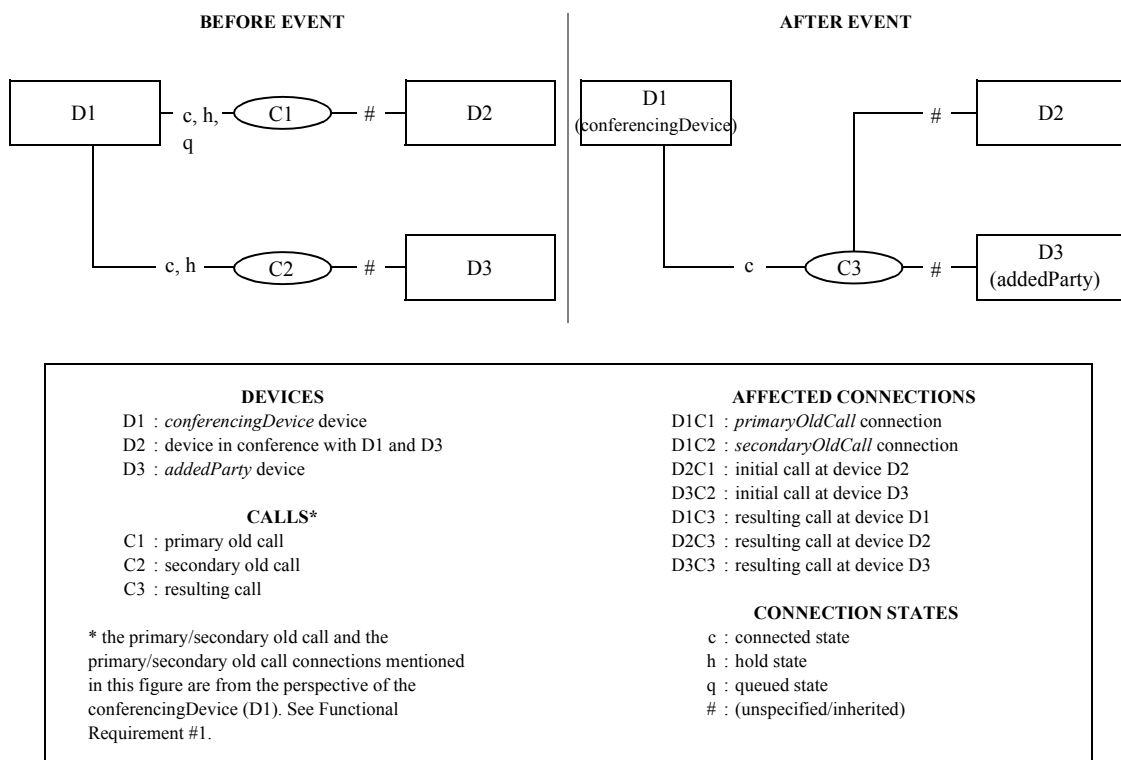 BEFORE EVENT
AFTER EVENT
D1
c, h,
q
C1
#
D2
c, h
C2
#
D3
D1
(conferencingDevice)
#
D2
c
C3
#
D3
(addedParty)
DEVICES
D1 : conferencingDevice device
D2 : device in conference with D1 and D3
D3 : addedParty device
CALLS*
C1 : primary old call
C2 : secondary old call
C3 : resulting call
* the primary/secondary old call and the
primary/secondary old call connections mentioned
in this figure are from the perspective of the
conferencingDevice (D1). See Functional
Requirement #1.
AFFECTED CONNECTIONS
D1C1 : primaryOldCall connection
D1C2 : secondaryOldCall connection
D2C1 : initial call at device D2
D3C2 : initial call at device D3
D1C3 : resulting call at device D1
D2C3 : resulting call at device D2
D3C3 : resulting call at device D3
CONNECTION STATES
c : connected state
h : hold state
q : queued state
# : (unspecified/inherited)